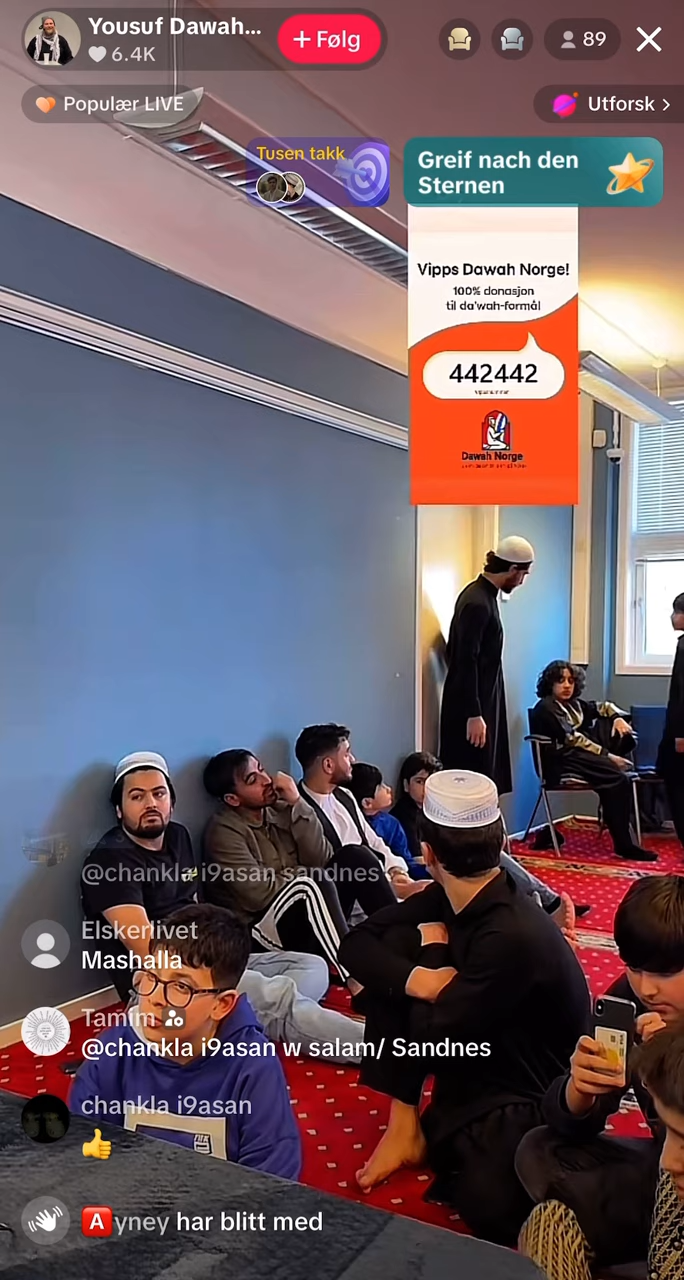 Yousuf Dawah...
6.4K
+ Følg
89
Populær LIVE
Utforsk >
Tusen takk
Greif nach den
Sternen
Vipps Dawah Norge!
100% donasjon
til da'wah-formål
442442
Dawah Norge
@chankla i9asan sandnes
Elskerlivet
Mashalla
Tamim
@chankla i9asan w salam/ Sandnes
chankla i9asan
👍
🅰️yney har blitt med